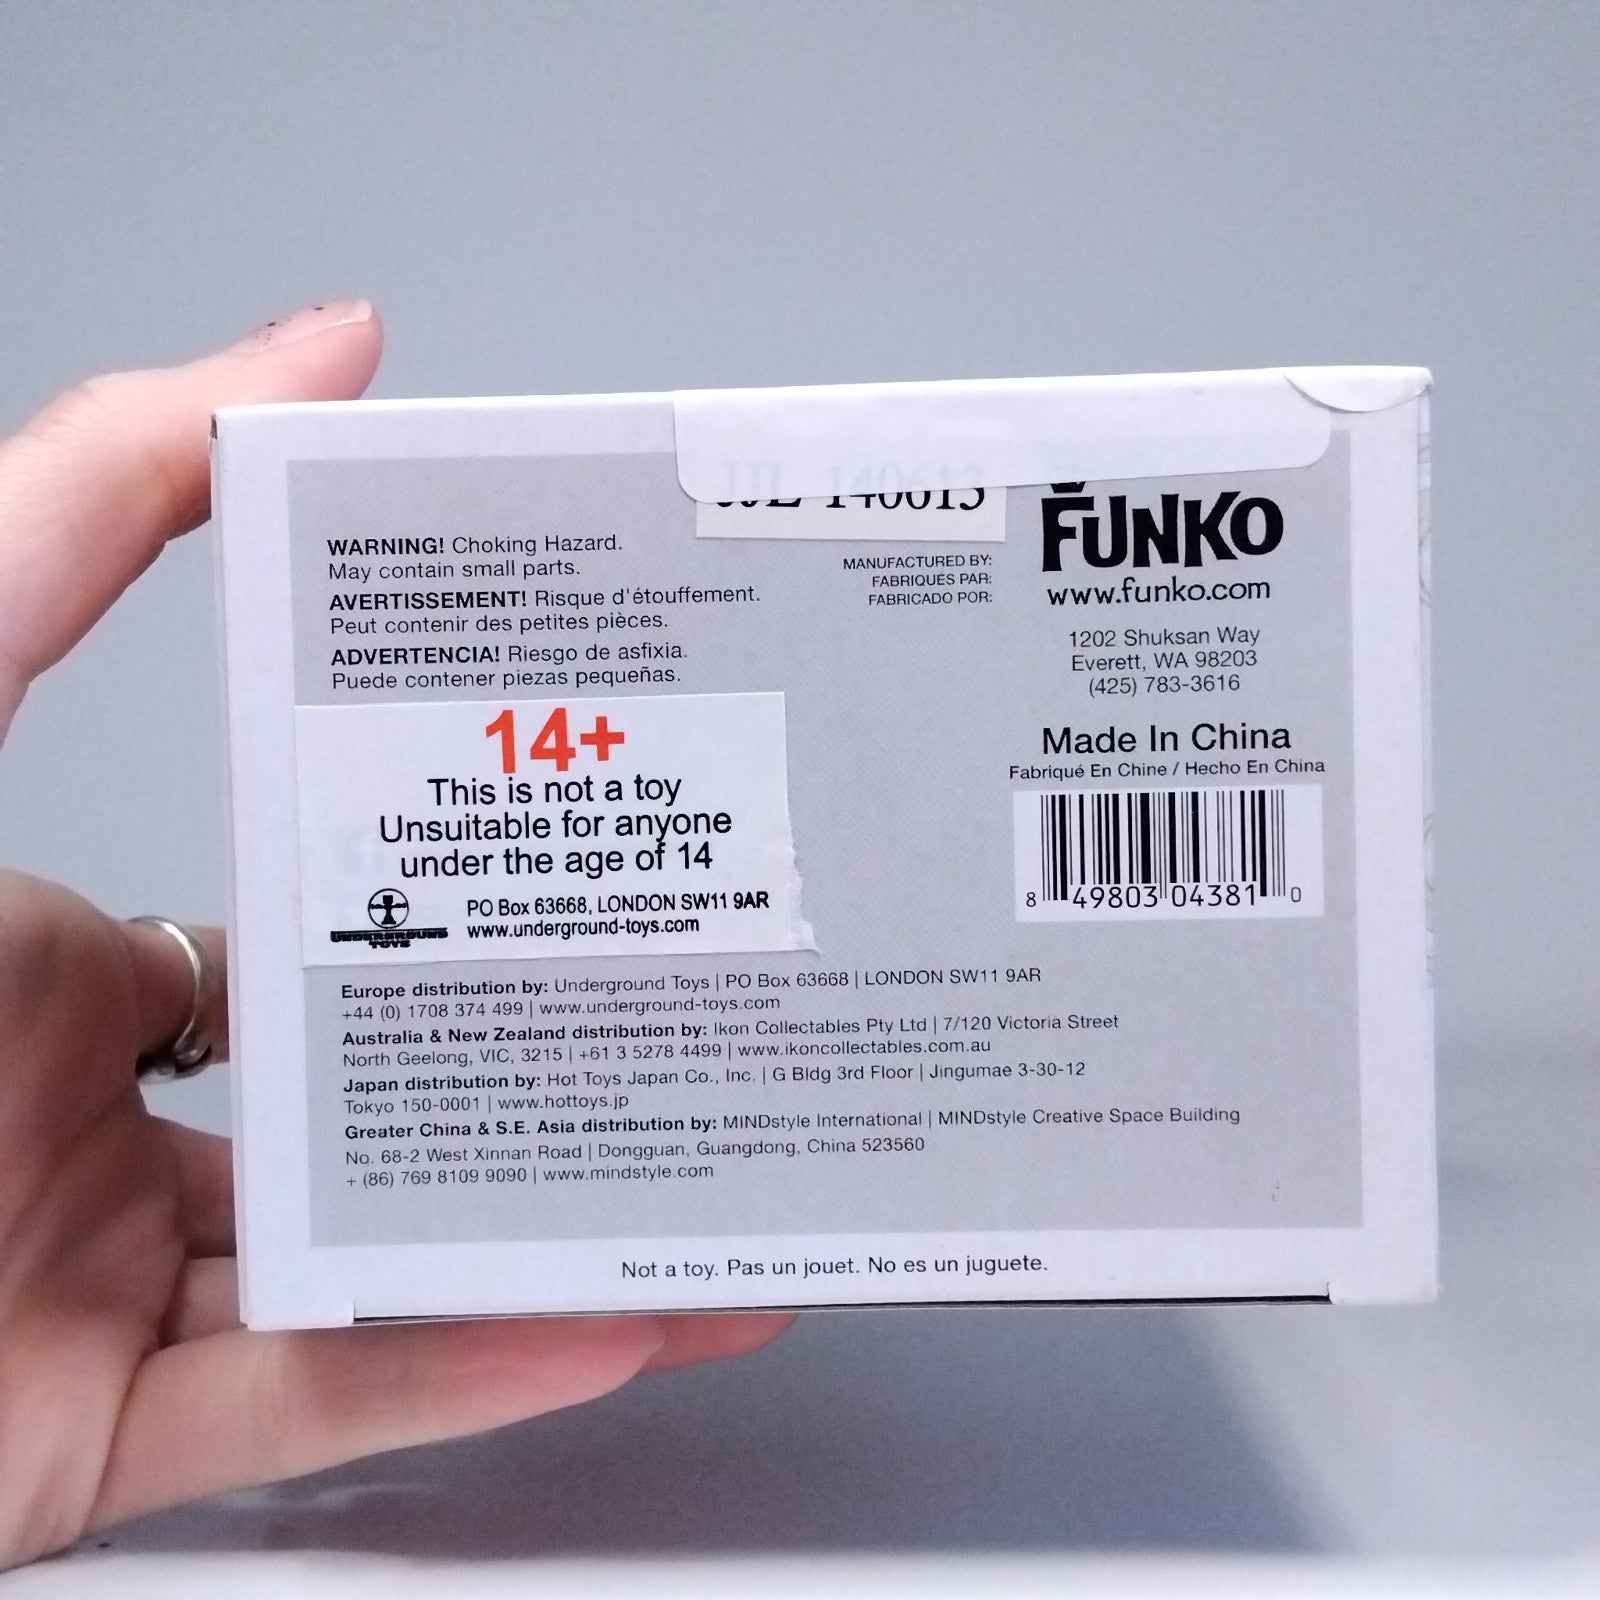 JJL 140613
WARNING! Choking Hazard.
May contain small parts.
AVERTISSEMENT! Risque d'étouffement.
Peut contenir des petites pièces.
ADVERTENCIA! Riesgo de asfixia.
Puede contener piezas pequeñas.
MANUFACTURED BY:
FABRIQUÉS PAR:
FABRICADO POR:
FUNKO
www.funko.com
1202 Shuksan Way
Everett, WA 98203
(425) 783-3616
Made In China
Fabriqué En Chine / Hecho En China
8 49803 04381 0
14+
This is not a toy
Unsuitable for anyone
under the age of 14
UNDERGROUND
TOYS
PO Box 63668, LONDON SW11 9AR
www.underground-toys.com
Europe distribution by: Underground Toys | PO Box 63668 | LONDON SW11 9AR
+44 (0) 1708 374 499 | www.underground-toys.com
Australia & New Zealand distribution by: Ikon Collectables Pty Ltd | 7/120 Victoria Street
North Geelong, VIC, 3215 | +61 3 5278 4499 | www.ikoncollectables.com.au
Japan distribution by: Hot Toys Japan Co., Inc. | G Bldg 3rd Floor | Jingumae 3-30-12
Tokyo 150-0001 | www.hottoys.jp
Greater China & S.E. Asia distribution by: MINDstyle International | MINDstyle Creative Space Building
No. 68-2 West Xinnan Road | Dongguan, Guangdong, China 523560
+ (86) 769 8109 9090 | www.mindstyle.com
Not a toy. Pas un jouet. No es un juguete.